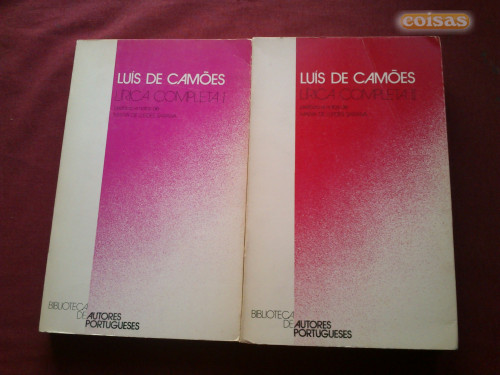 coisas
LUÍS DE CAMÕES
LÍRICA COMPLETA I
BIBLIOTECA
DE AUTORES
PORTUGUESES
LUÍS DE CAMÕES
LÍRICA COMPLETA II
BIBLIOTECA
DE AUTORES
PORTUGUESES